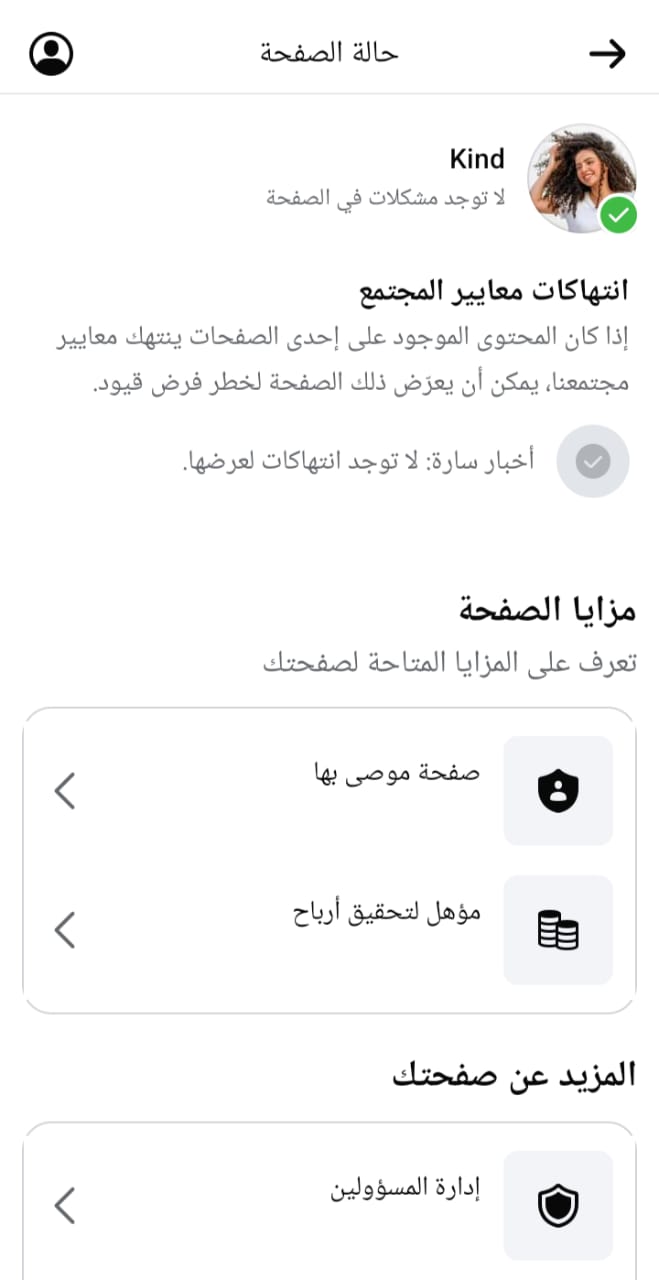 حالة الصفحة
Kind
لا توجد مشكلات في الصفحة
انتهاكات معايير المجتمع
إذا كان المحتوى الموجود على إحدى الصفحات ينتهك معايير
مجتمعنا، يمكن أن يعرّض ذلك الصفحة لخطر فرض قيود.
أخبار سارة: لا توجد انتهاكات لعرضها.
مزايا الصفحة
تعرف على المزايا المتاحة لصفحتك
صفحة موصى بها
مؤهل لتحقيق أرباح
المزيد عن صفحتك
إدارة المسؤولين